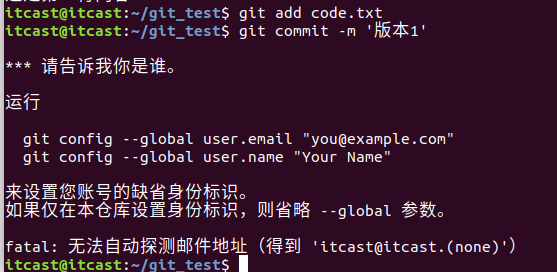 itcast@itcast:~/git_test$ git add code.txt
itcast@itcast:~/git_test$ git commit -m '版本1'
*** 请告诉我你是谁。
运行
git config --global user.email "you@example.com"
git config --global user.name "Your Name"
来设置您账号的缺省身份标识。
如果仅在本仓库设置身份标识，则省略 --global 参数。
fatal: 无法自动探测邮件地址（得到 'itcast@itcast.(none)'）
itcast@itcast:~/git_test$